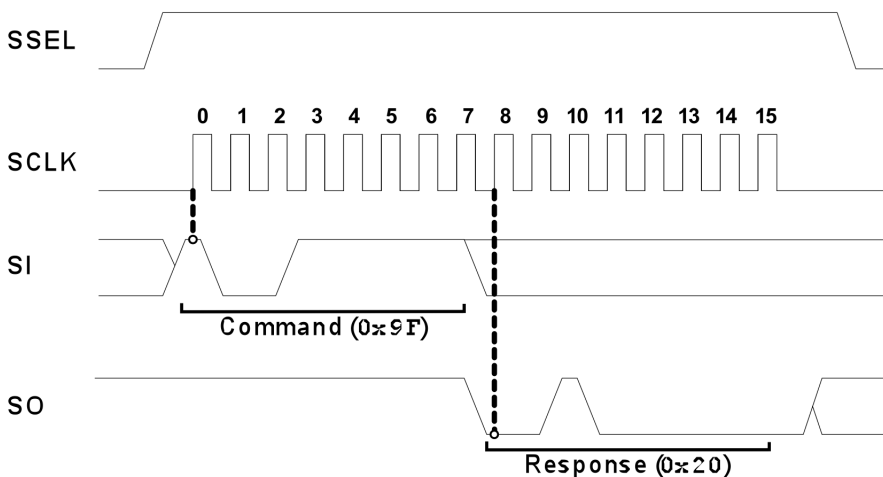 SSEL
0 1 2 3 4 5 6 7 8 9 10 11 12 13 14 15
SCLK
SI
Command (0x9F)
SO
Response (0x20)